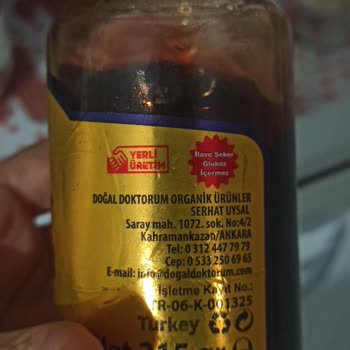 YERLİ
ÜRETİM
İlave Şeker
Glukoz
İçermez
DOĞAL DOKTORUM ORGANİK ÜRÜNLER
SERHAT UYSAL
Saray mah. 1072. sok. No:4/2
Kahramankazan/ANKARA
Tel: 0 312 447 79 79
Cep: 0 533 250 69 65
E-mail: info@dogaldoktorum.com
İşletme Kayıt No.:
TR-06-K-001325
Turkey